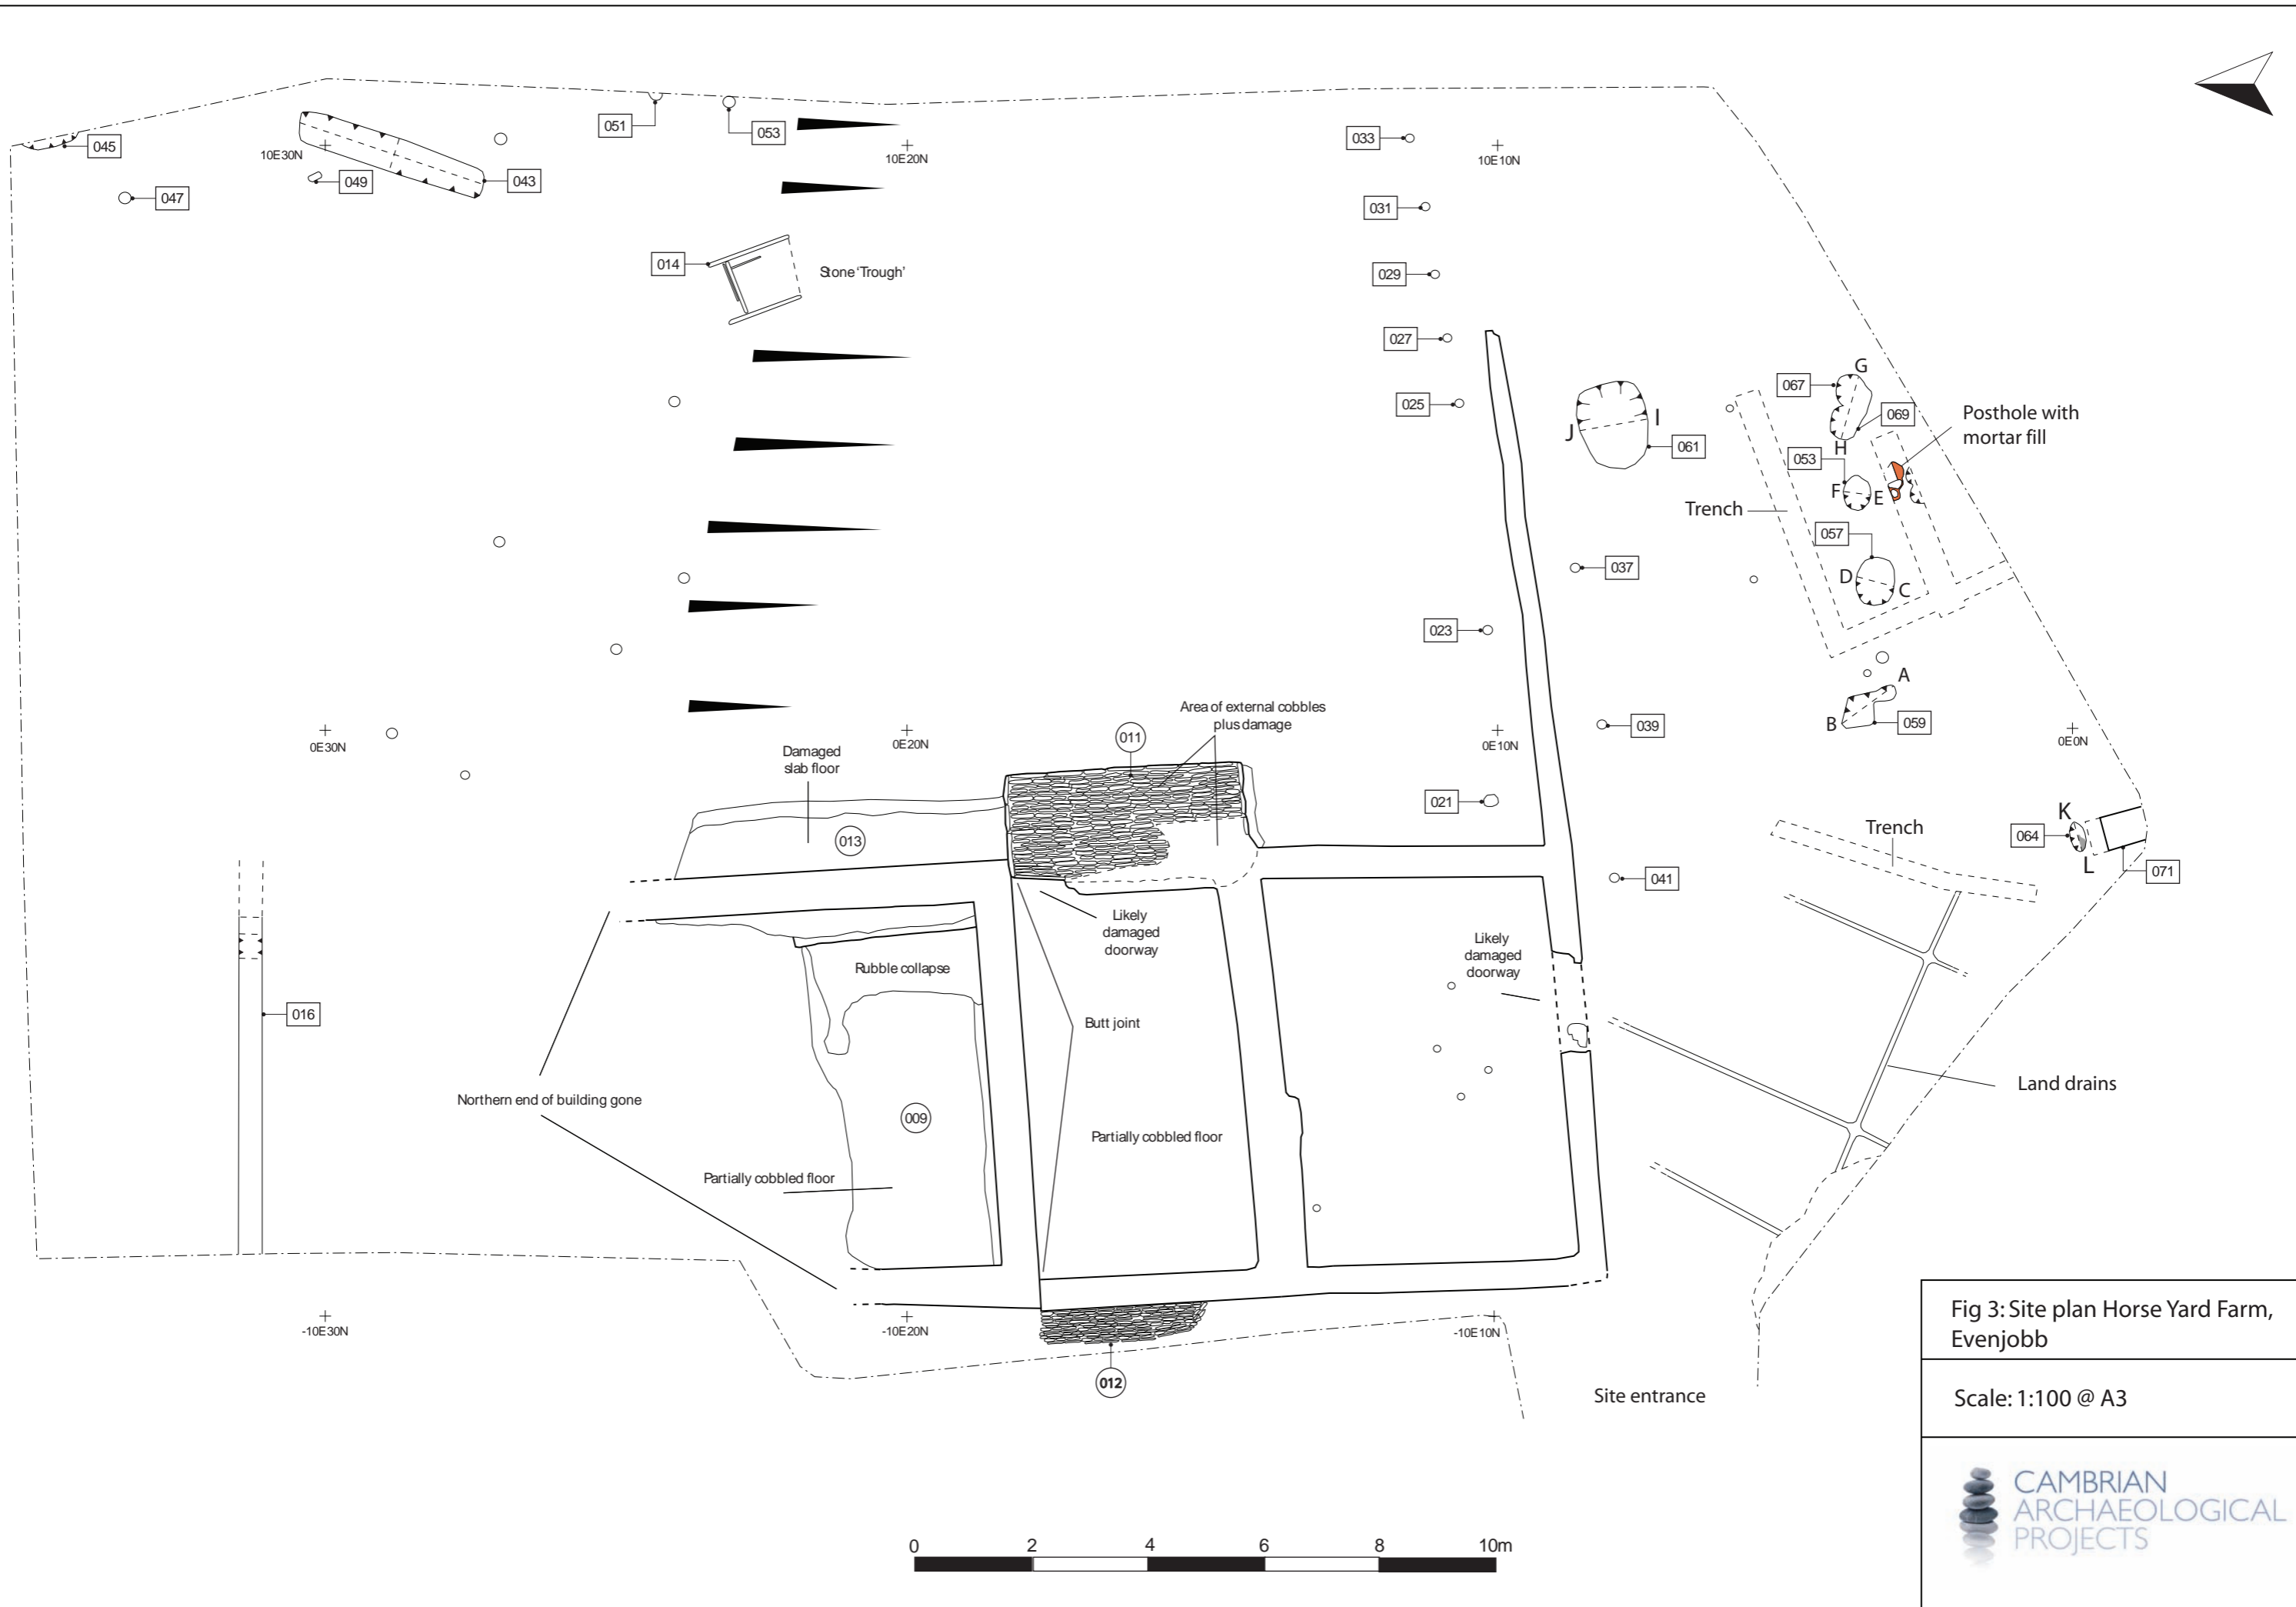 051
053
045
10E30N
049
043
047
10E20N
033
10E10N
031
014
Stone 'Trough'
029
027
025
J
I
061
067
G
069
H
Posthole with
mortar fill
053
F
E
Trench
057
D
C
037
023
A
B
059
0E30N
0E20N
0E10N
0E0N
039
Area of external cobbles
plus damage
011
Damaged
slab floor
013
021
K
064
L
071
Trench
041
Likely
damaged
doorway
Likely
damaged
doorway
Rubble collapse
016
Butt joint
Northern end of building gone
009
Partially cobbled floor
Partially cobbled floor
Land drains
-10E30N
-10E20N
-10E10N
012
Site entrance
Fig 3: Site plan Horse Yard Farm,
Evenjobb
Scale: 1:100 @ A3
CAMBRIAN
ARCHAEOLOGICAL
PROJECTS
0 2 4 6 8 10m